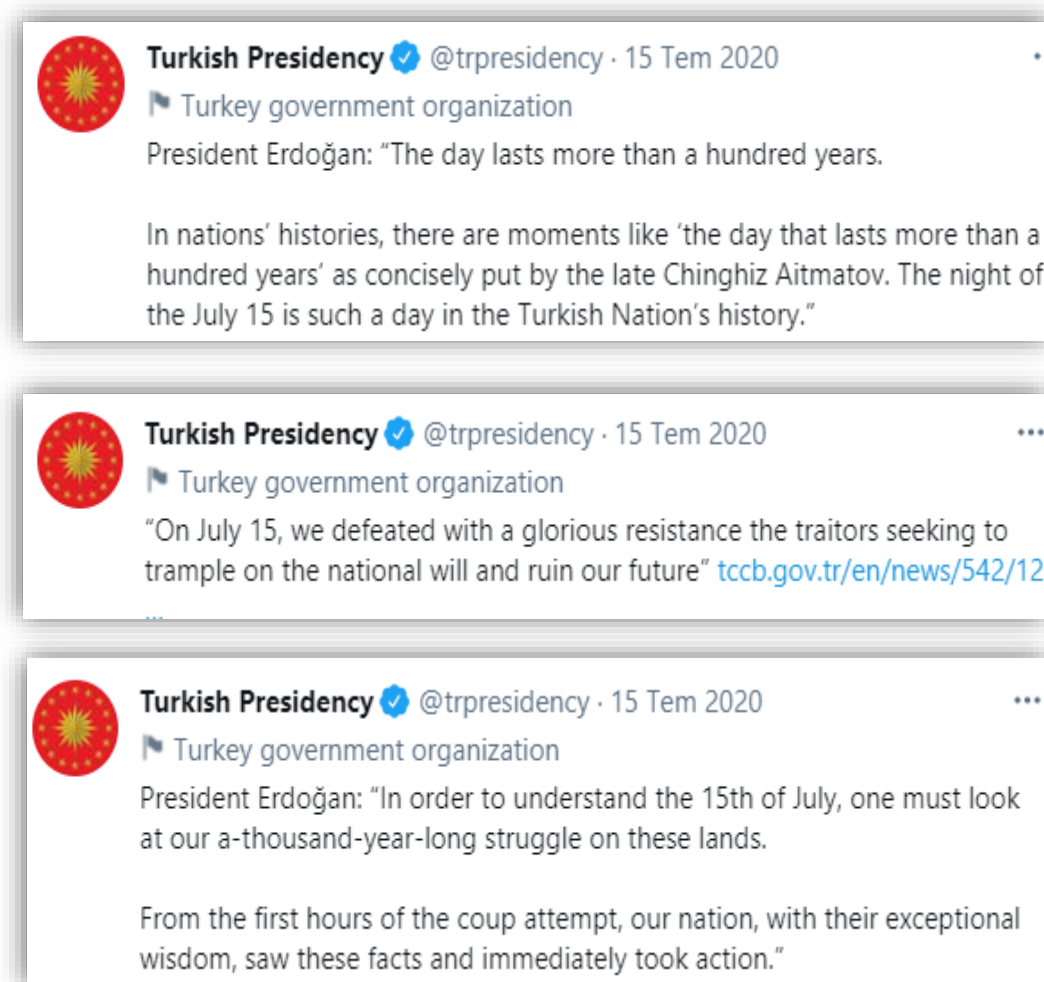 Turkish Presidency @trpresidency · 15 Tem 2020
Turkey government organization
President Erdoğan: “The day lasts more than a hundred years.
In nations’ histories, there are moments like ‘the day that lasts more than a
hundred years’ as concisely put by the late Chinghiz Aitmatov. The night of
the July 15 is such a day in the Turkish Nation’s history.”
Turkish Presidency @trpresidency · 15 Tem 2020
Turkey government organization
“On July 15, we defeated with a glorious resistance the traitors seeking to
trample on the national will and ruin our future” tccb.gov.tr/en/news/542/12
...
Turkish Presidency @trpresidency · 15 Tem 2020
Turkey government organization
President Erdoğan: “In order to understand the 15th of July, one must look
at our a-thousand-year-long struggle on these lands.
From the first hours of the coup attempt, our nation, with their exceptional
wisdom, saw these facts and immediately took action.”